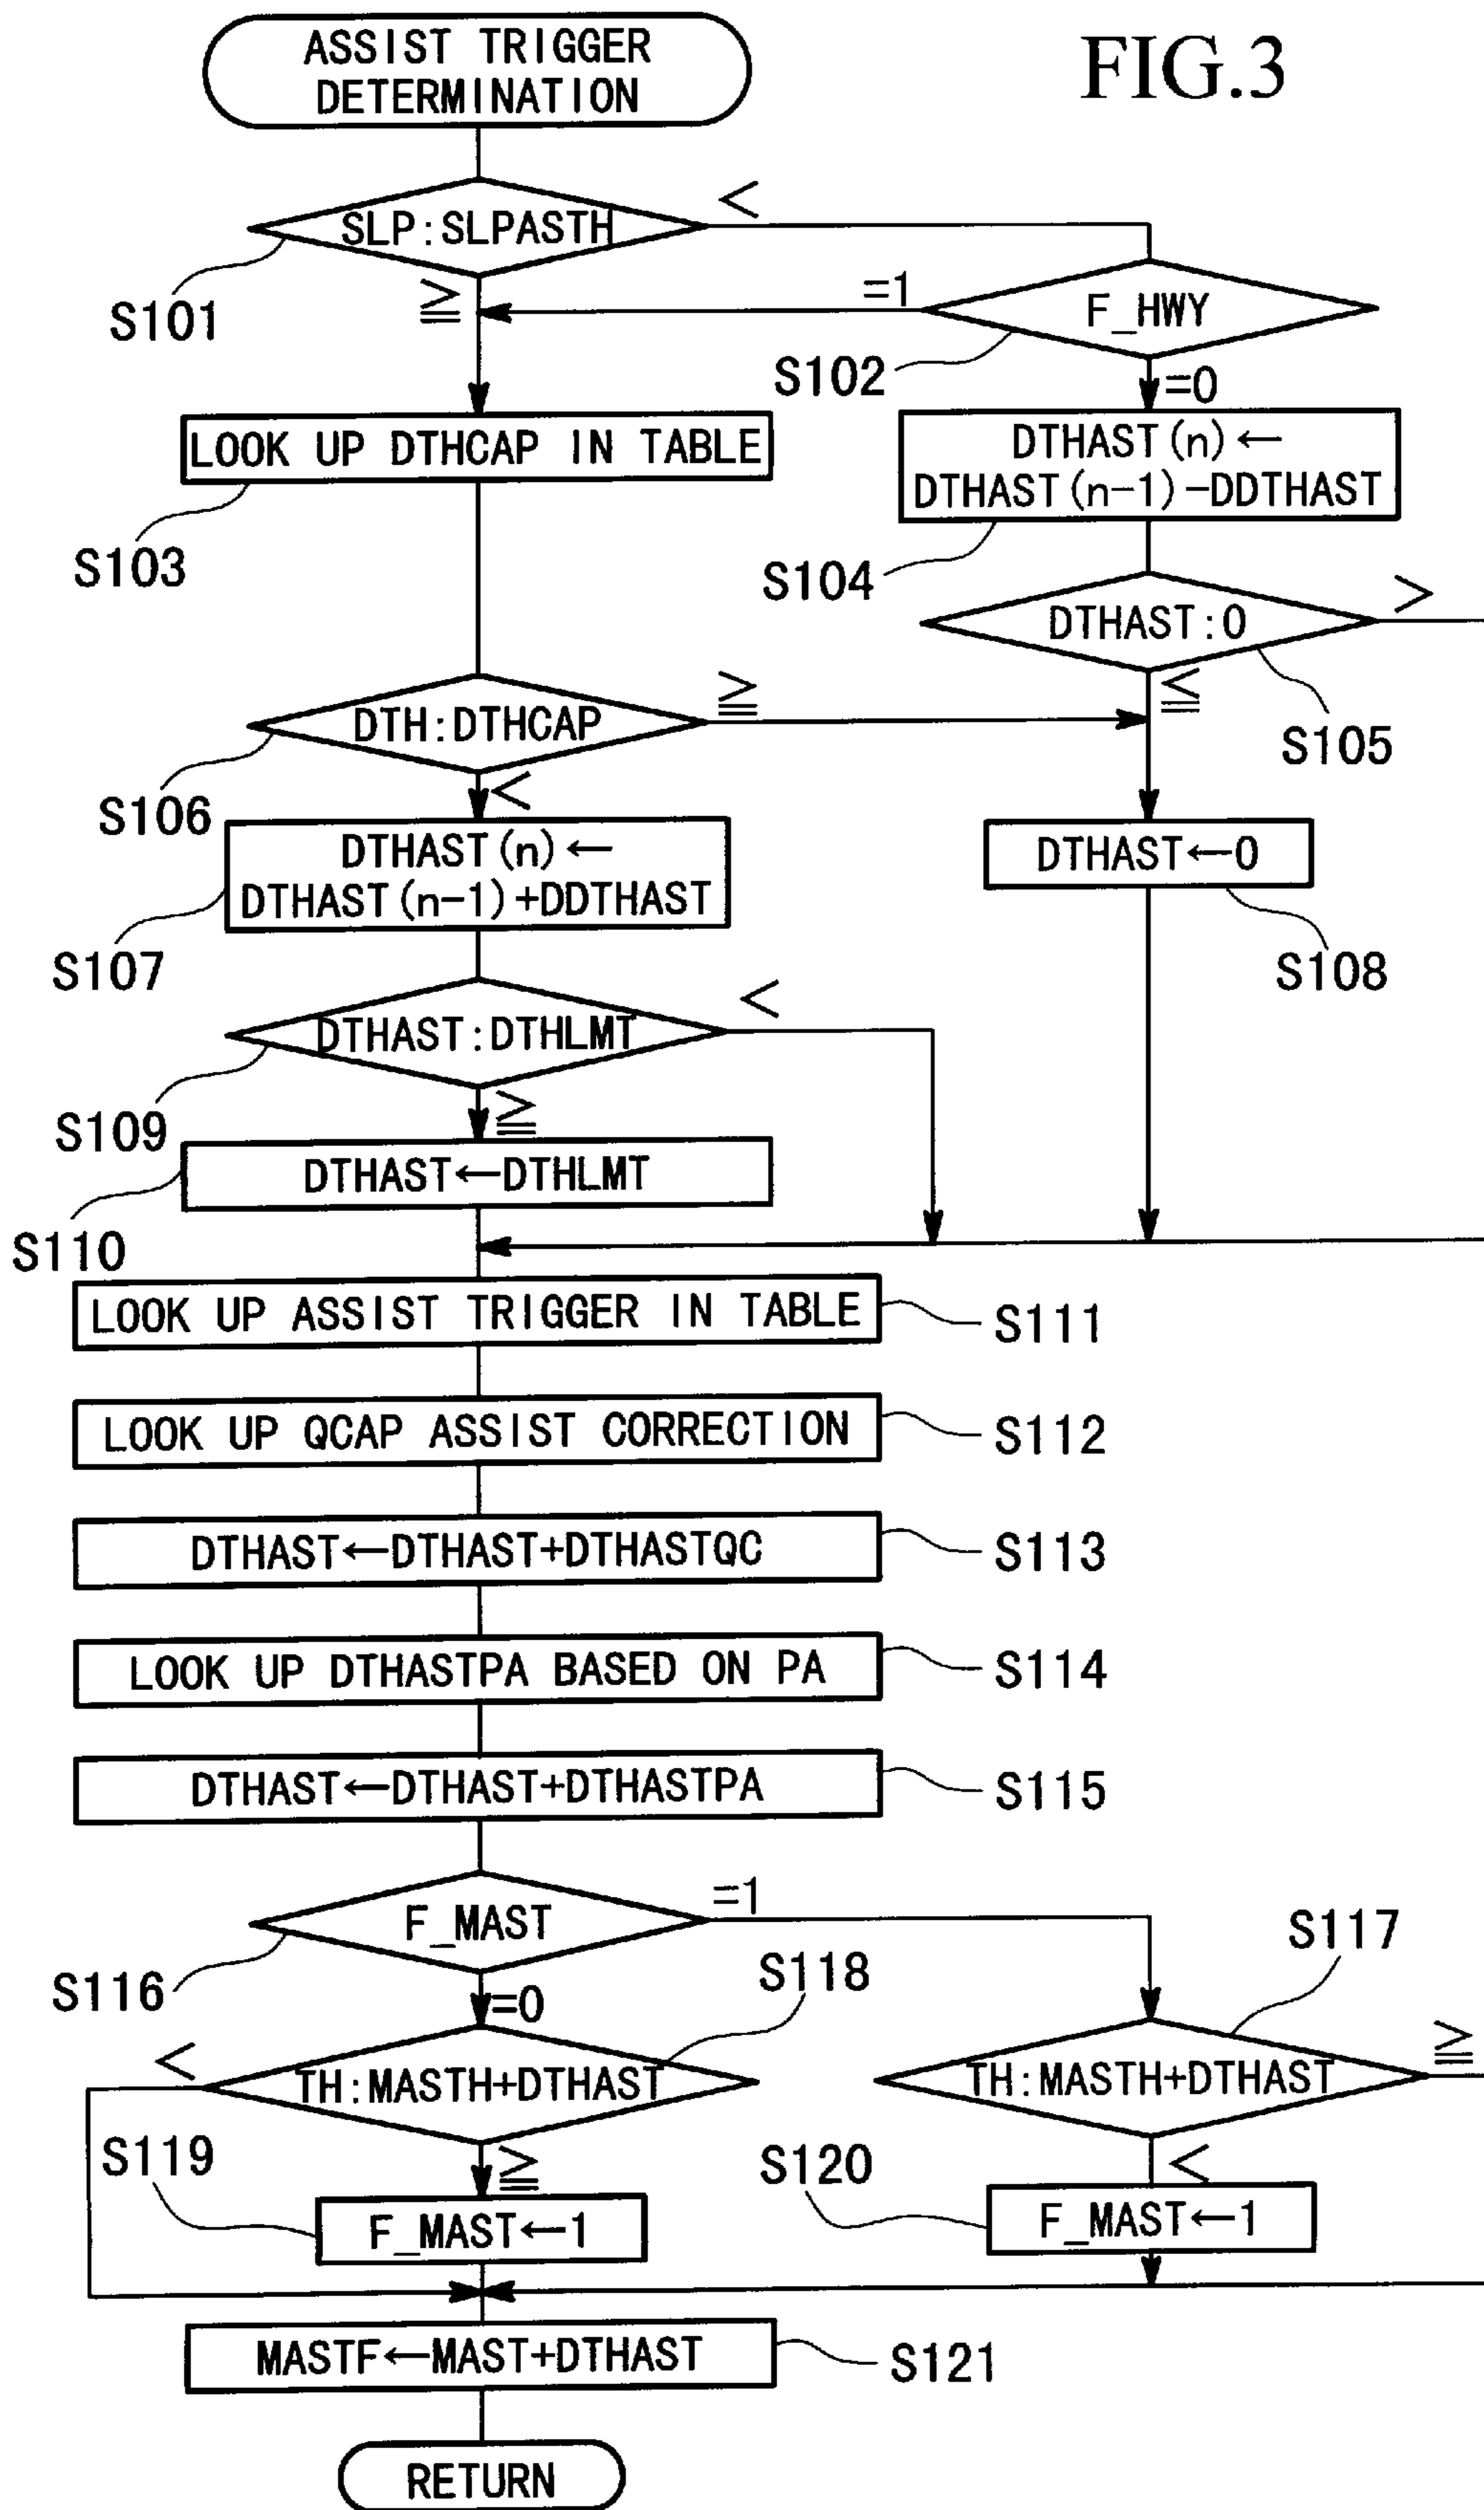 ASSIST TRIGGER
DETERMINATION
FIG.3
SLP:SLPASTH
<
S101
≧
=1
F_HWY
S102
=0
LOOK UP DTHCAP IN TABLE
S103
DTHAST(n)←
DTHAST(n-1)-DDTHAST
S104
DTHAST:0
>
≦
S105
DTH:DTHCAP
≧
S106
<
DTHAST(n)←
DTHAST(n-1)+DDTHAST
S107
DTHAST←0
S108
DTHAST:DTHLMT
<
S109
≧
DTHAST←DTHLMT
S110
LOOK UP ASSIST TRIGGER IN TABLE
S111
LOOK UP QCAP ASSIST CORRECTION
S112
DTHAST←DTHAST+DTHASTQC
S113
LOOK UP DTHASTPA BASED ON PA
S114
DTHAST←DTHAST+DTHASTPA
S115
F_MAST
=1
S116
=0
S118
S117
<
TH:MASTH+DTHAST
TH:MASTH+DTHAST
≧
S119
≧
S120
<
F_MAST←1
F_MAST←1
MASTF←MAST+DTHAST
S121
RETURN